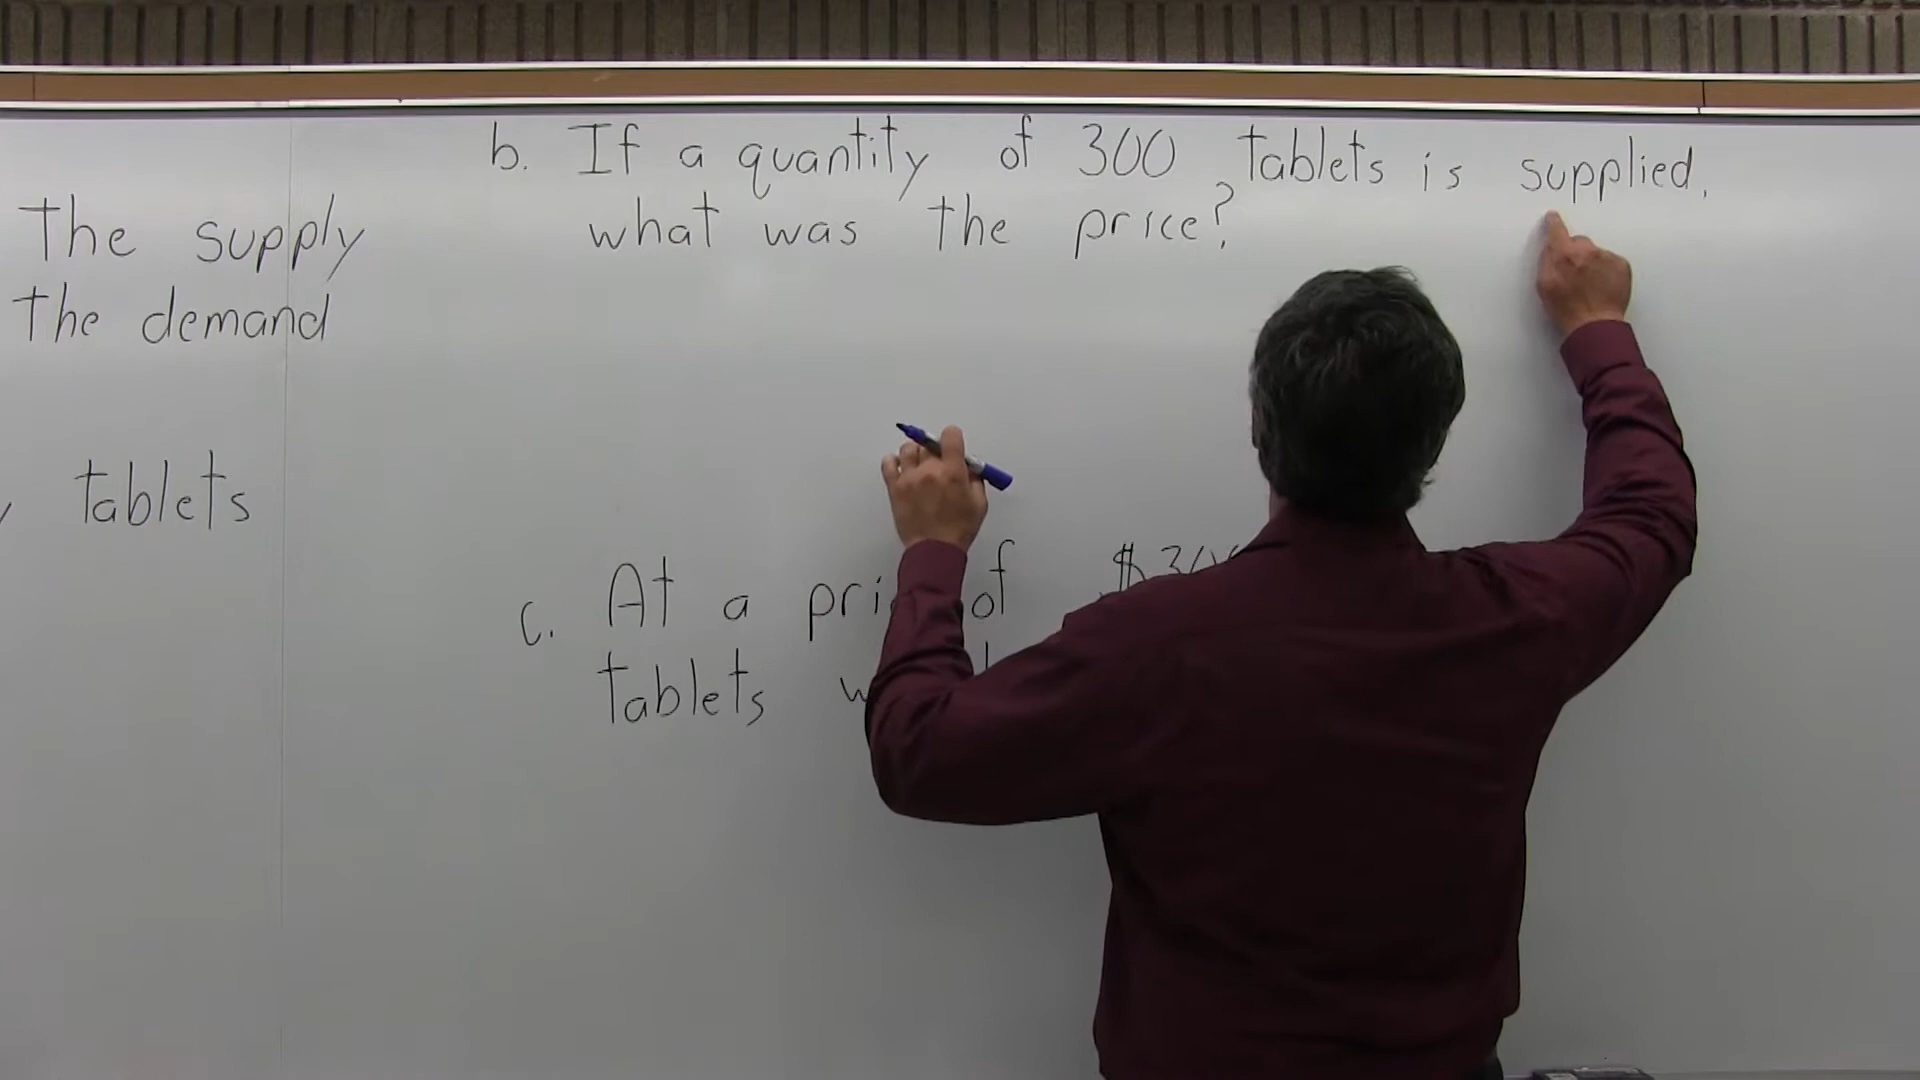 b. If a quantity of 300 tablets is supplied,
what was the price?
The supply
the demand
tablets
c. At a of
tablets